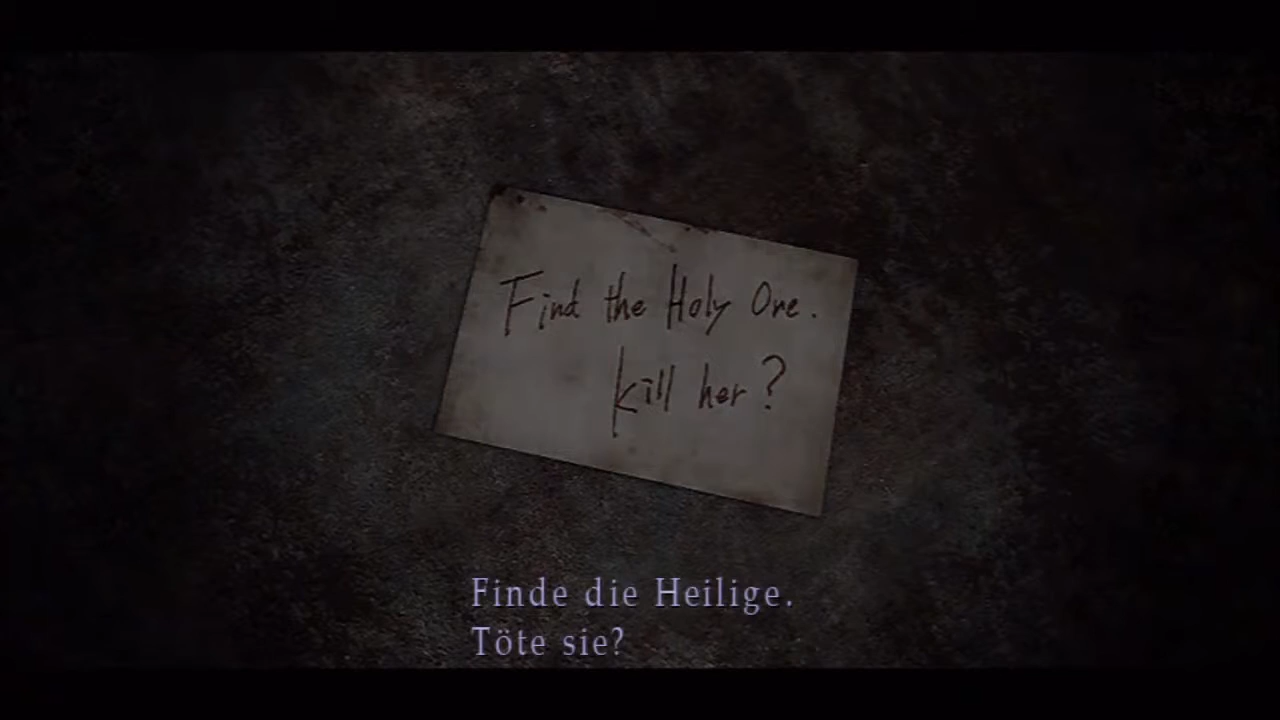 Find the Holy One.
kill her?
Finde die Heilige.
Töte sie?